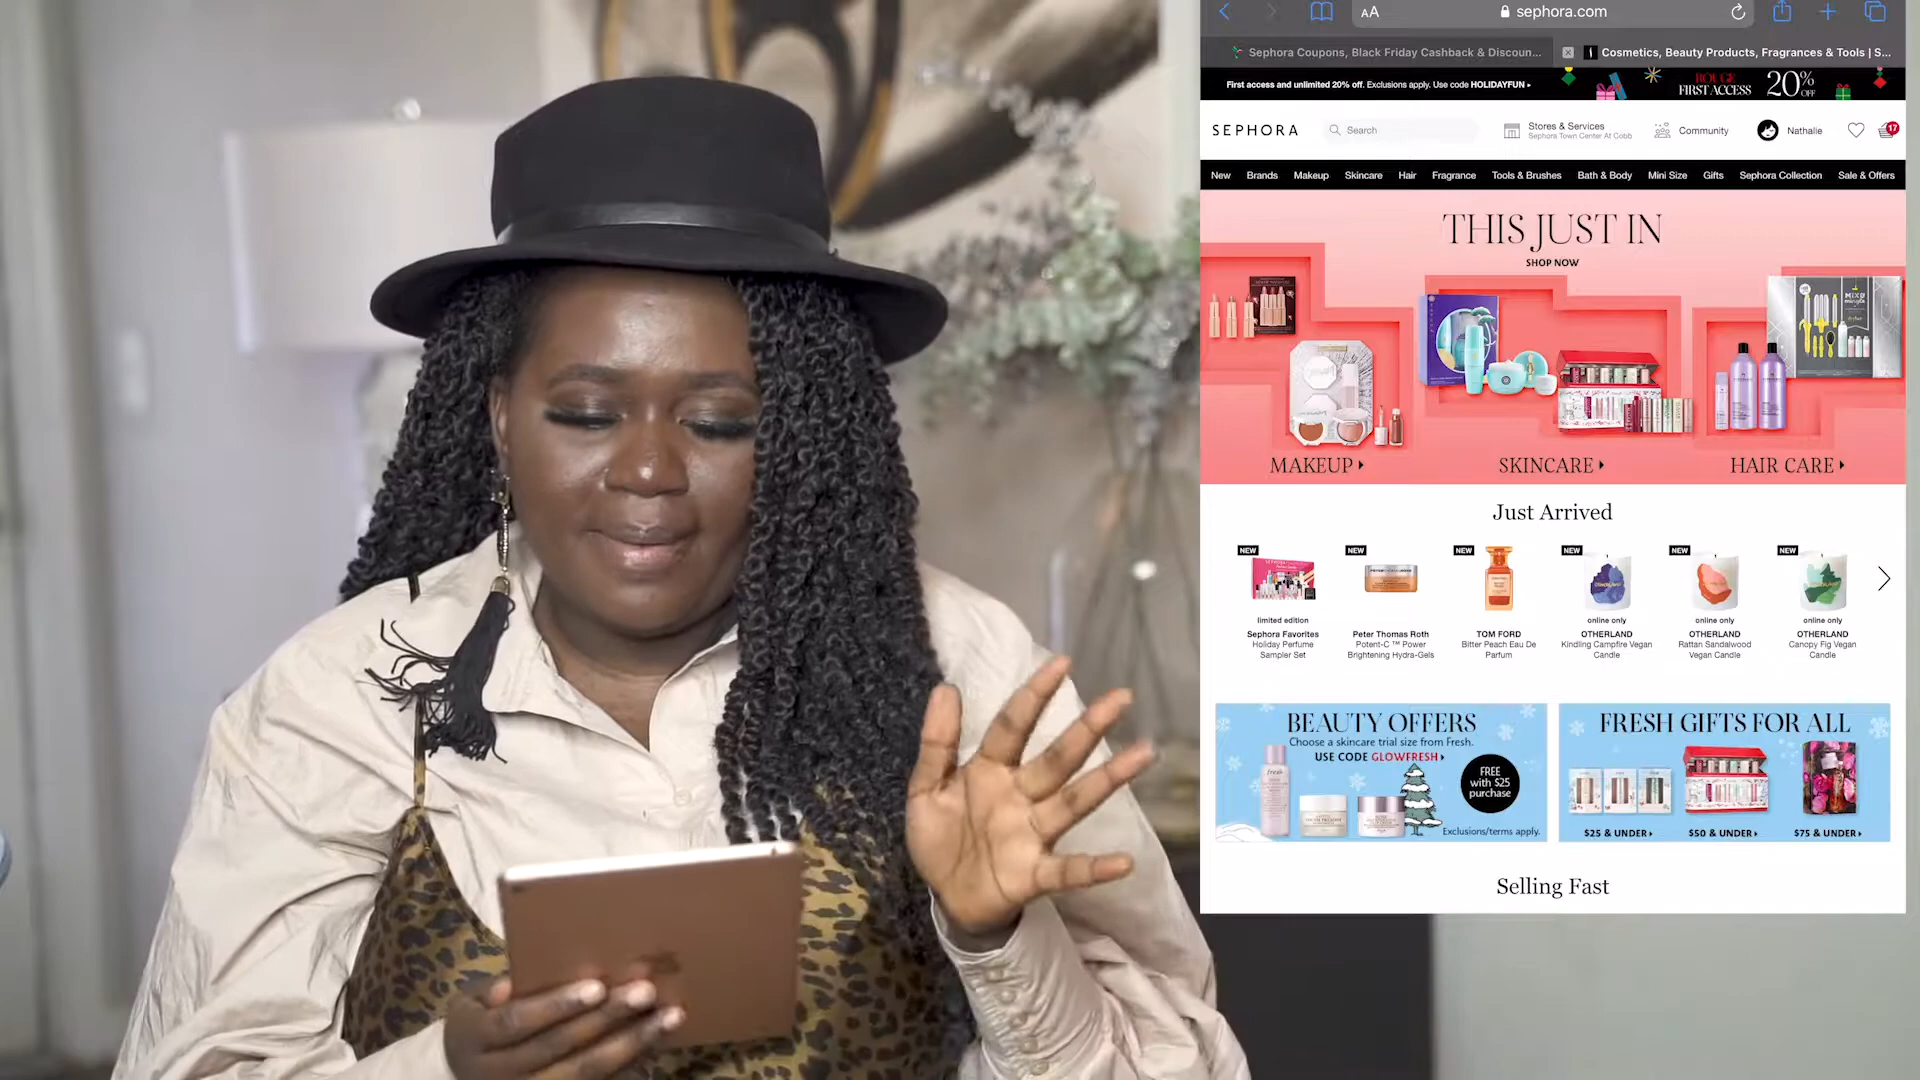 AA
sephora.com
Sephora Coupons, Black Friday Cashback & Discoun...
Cosmetics, Beauty Products, Fragrances & Tools | S...
First access and unlimited 20% off. Exclusions apply. Use code HOLIDAYFUN
ROUGE
FIRST ACCESS
20% OFF
SEPHORA
Search
Stores & Services
Sephora Town Center At Cobb
Community
Nathalie
17
New Brands Makeup Skincare Hair Fragrance Tools & Brushes Bath & Body Mini Size Gifts Sephora Collection Sale & Offers
THIS JUST IN
SHOP NOW
MAKEUP
SKINCARE
HAIR CARE
Just Arrived
NEW
limited edition
Sephora Favorites
Holiday Perfume
Sampler Set
NEW
Peter Thomas Roth
Potent-C ™ Power
Brightening Hydra-Gels
NEW
TOM FORD
Bitter Peach Eau De
Parfum
NEW
online only
OTHERLAND
Kindling Campfire Vegan
Candle
NEW
online only
OTHERLAND
Rattan Sandalwood
Vegan Candle
NEW
online only
OTHERLAND
Canopy Fig Vegan
Candle
BEAUTY OFFERS
Choose a skincare trial size from Fresh.
USE CODE GLOWFRESH
FREE
with $25
purchase
fresh
Exclusions/terms apply.
FRESH GIFTS FOR ALL
$25 & UNDER
$50 & UNDER
$75 & UNDER
Selling Fast